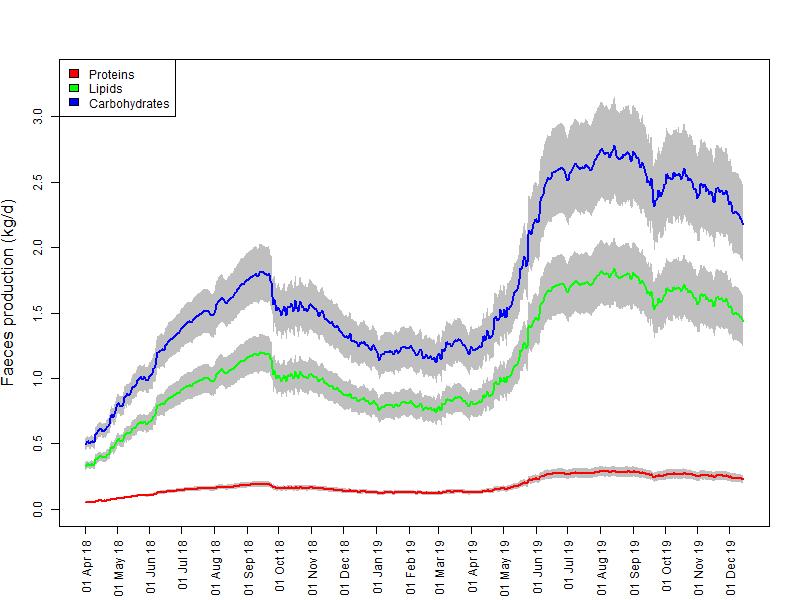 Proteins
Lipids
Carbohydrates
Faeces production (kg/d)
3.0
2.5
2.0
1.5
1.0
0.5
0.0
01 Apr 18
01 May 18
01 Jun 18
01 Jul 18
01 Aug 18
01 Sep 18
01 Oct 18
01 Nov 18
01 Dec 18
01 Jan 19
01 Feb 19
01 Mar 19
01 Apr 19
01 May 19
01 Jun 19
01 Jul 19
01 Aug 19
01 Sep 19
01 Oct 19
01 Nov 19
01 Dec 19